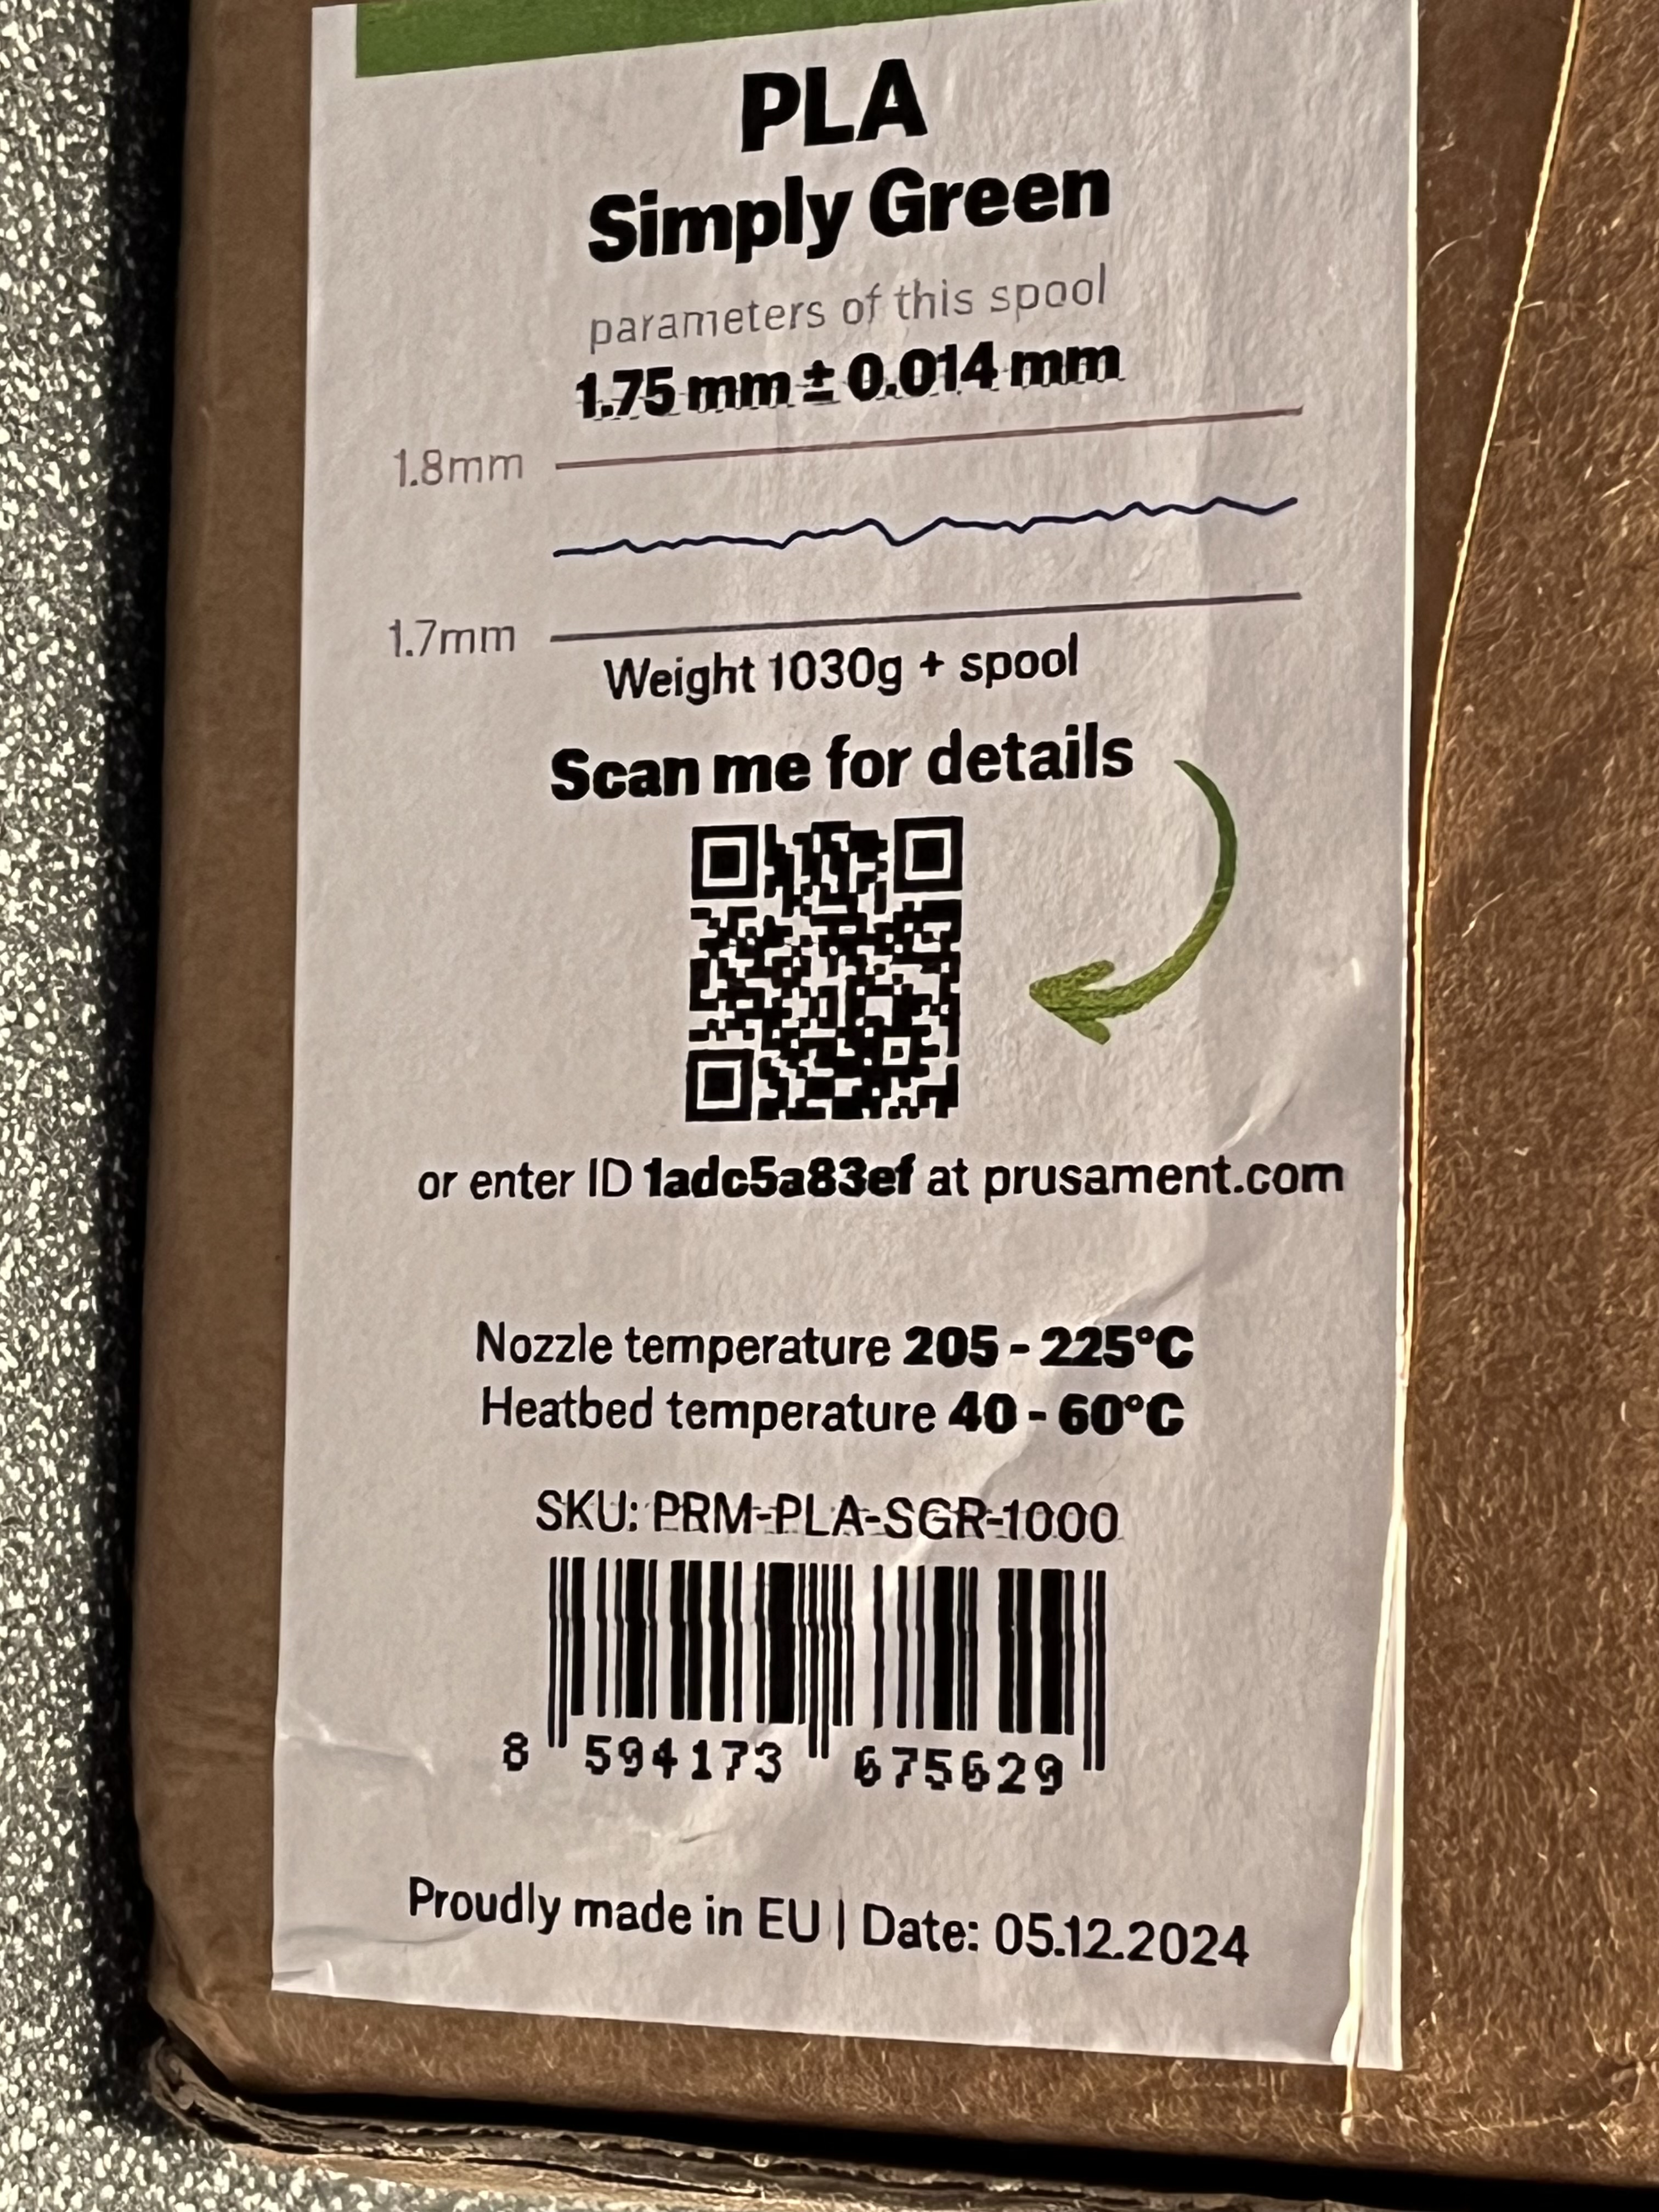 PLA
Simply Green
parameters of this spool
1.75 mm ± 0.014 mm
1.8mm
1.7mm
Weight 1030g + spool
Scan me for details
or enter ID 1adc5a83ef at prusament.com
Nozzle temperature 205 - 225°C
Heatbed temperature 40 - 60°C
SKU: PRM-PLA-SGR-1000
8 594173 675629
Proudly made in EU | Date: 05.12.2024